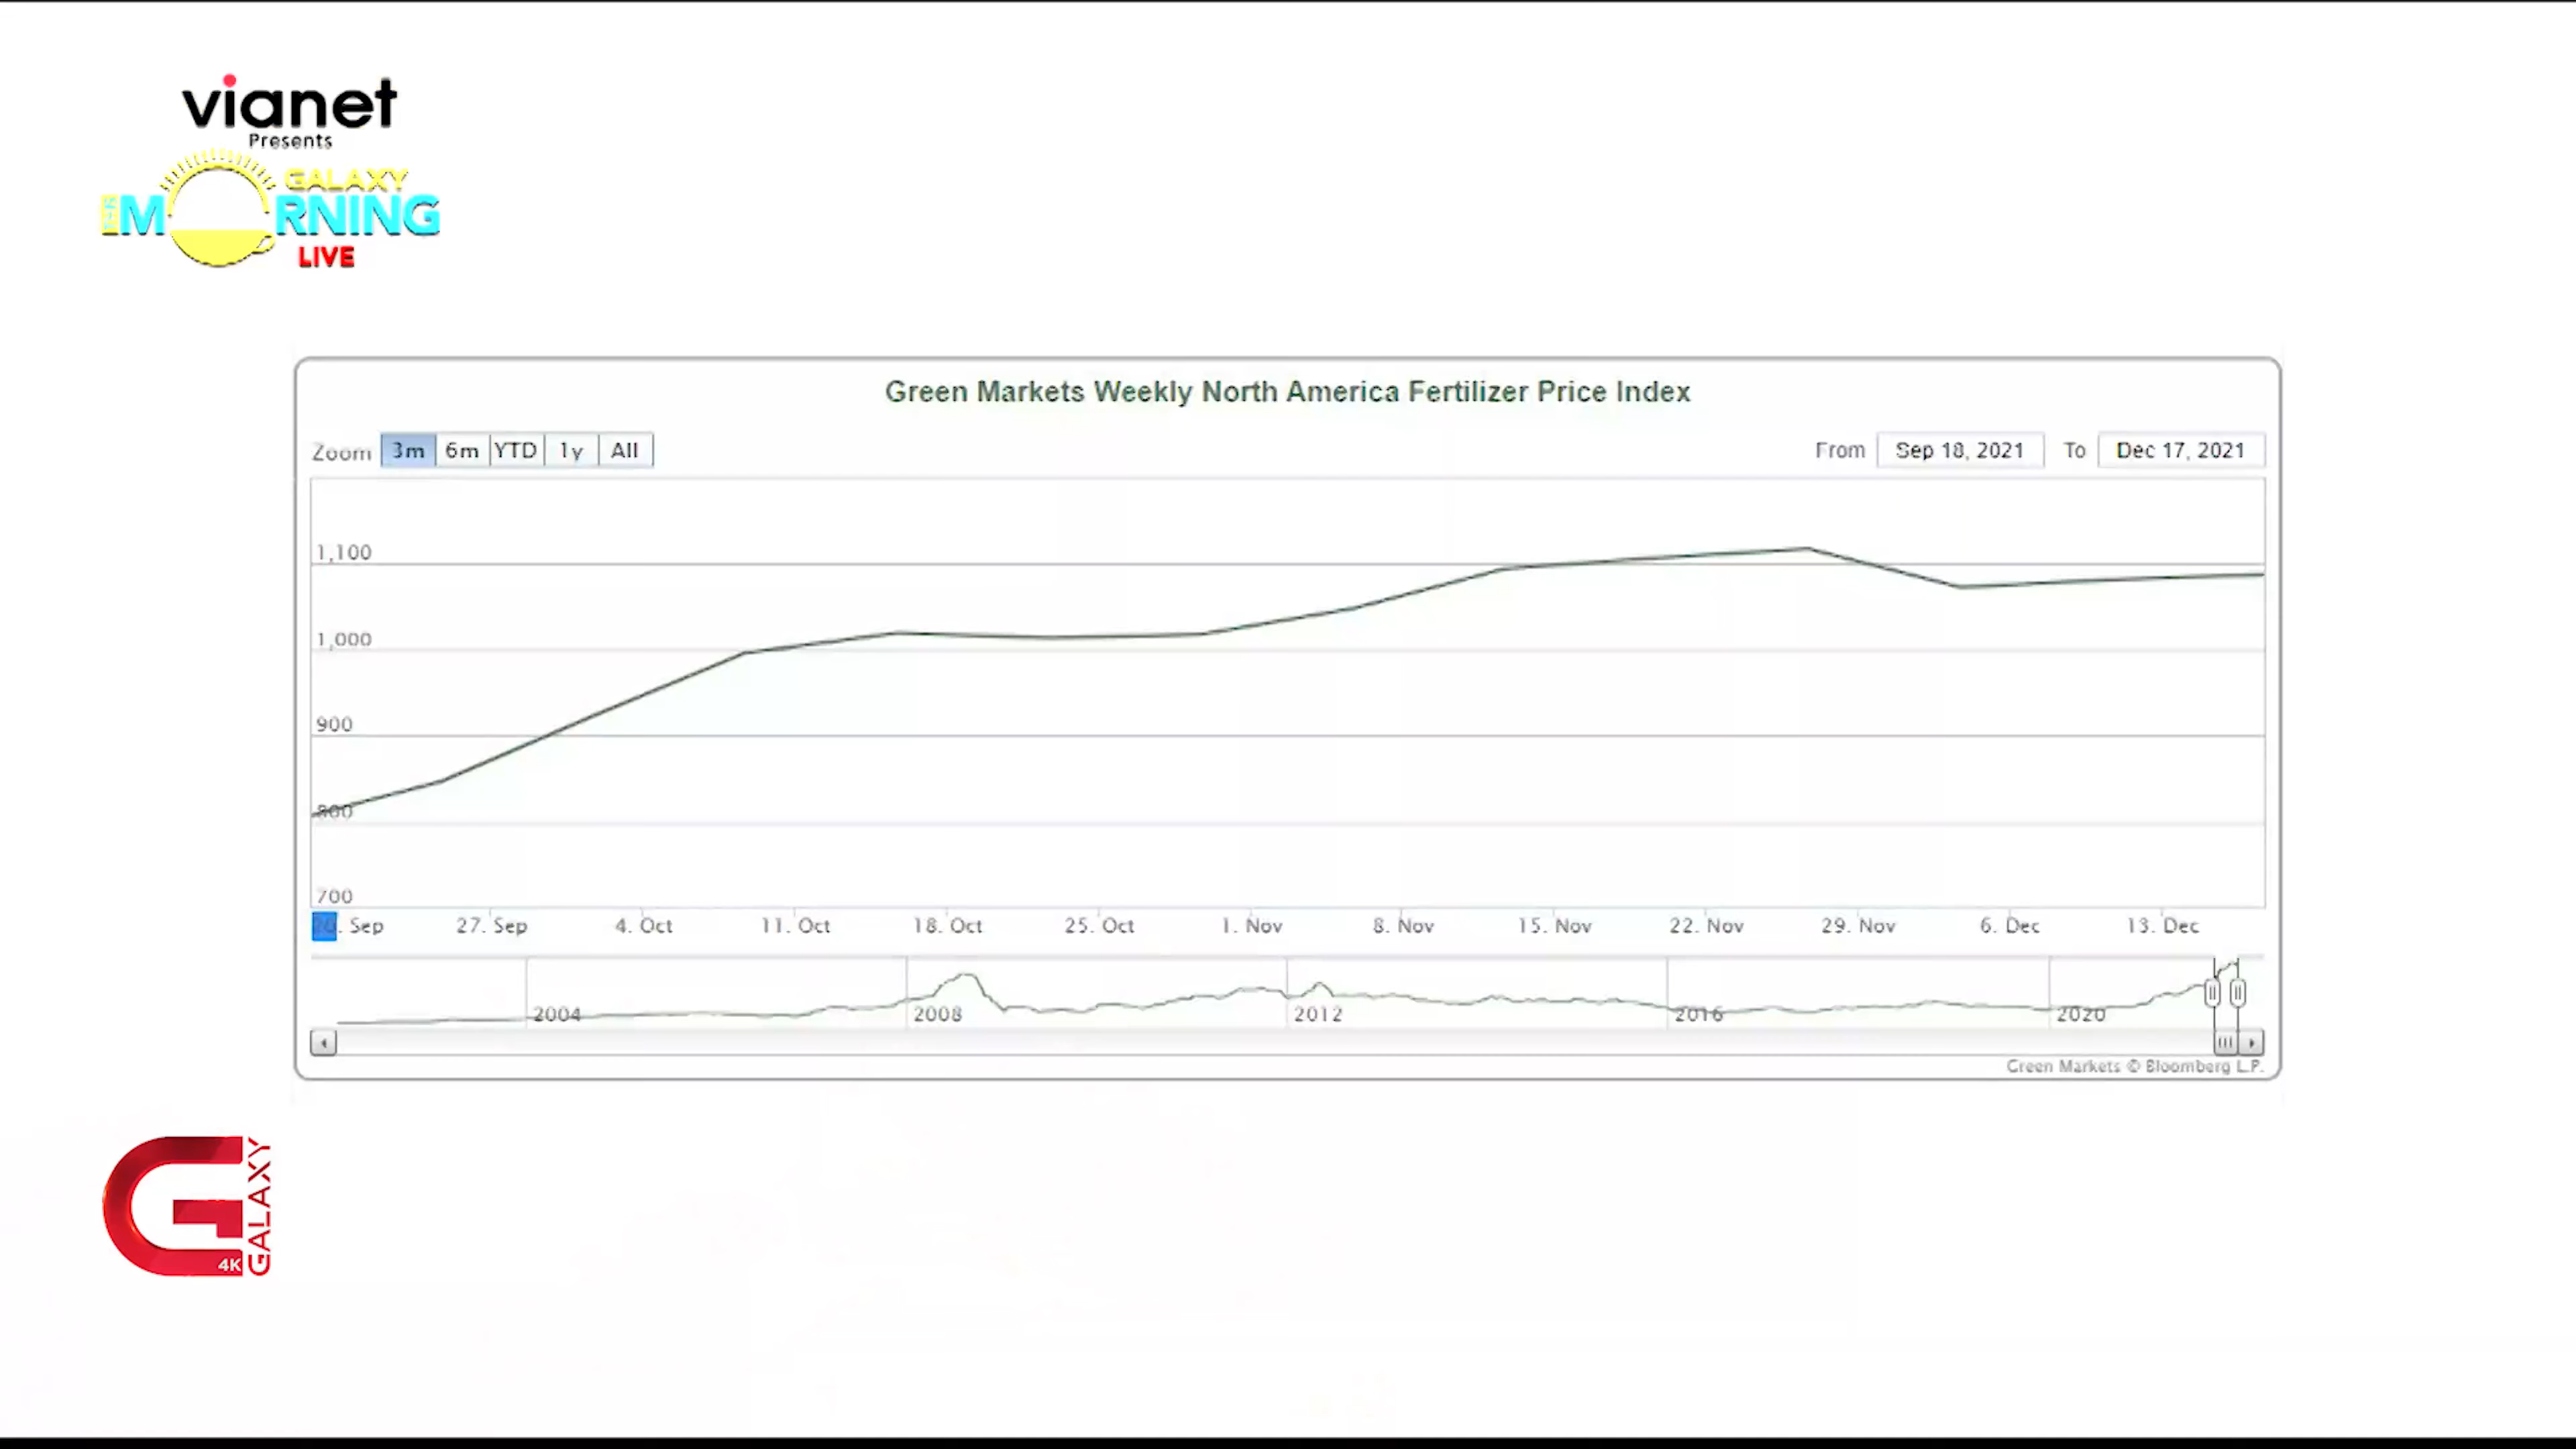 vianet
Presents
GALAXY
MORNING
LIVE
Green Markets Weekly North America Fertilizer Price Index
Zoom 3m 6m YTD 1y All From Sep 18, 2021 To Dec 17, 2021
1,100
1,000
900
800
700
20. Sep 27. Sep 4. Oct 11. Oct 18. Oct 25. Oct 1. Nov 8. Nov 15. Nov 22. Nov 29. Nov 6. Dec 13. Dec
2004 2008 2012 2016 2020
Green Markets © Bloomberg L.P.
G GALAXY
4K